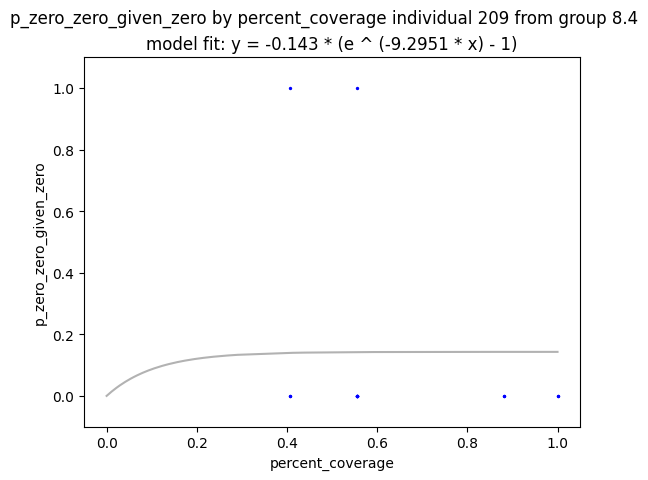 p_zero_zero_given_zero by percent_coverage individual 209 from group 8.4
model fit: y = -0.143 * (e ^ (-9.2951 * x) - 1)
1.0
0.8
0.6
0.4
0.2
0.0
p_zero_zero_given_zero
0.0 0.2 0.4 0.6 0.8 1.0
percent_coverage